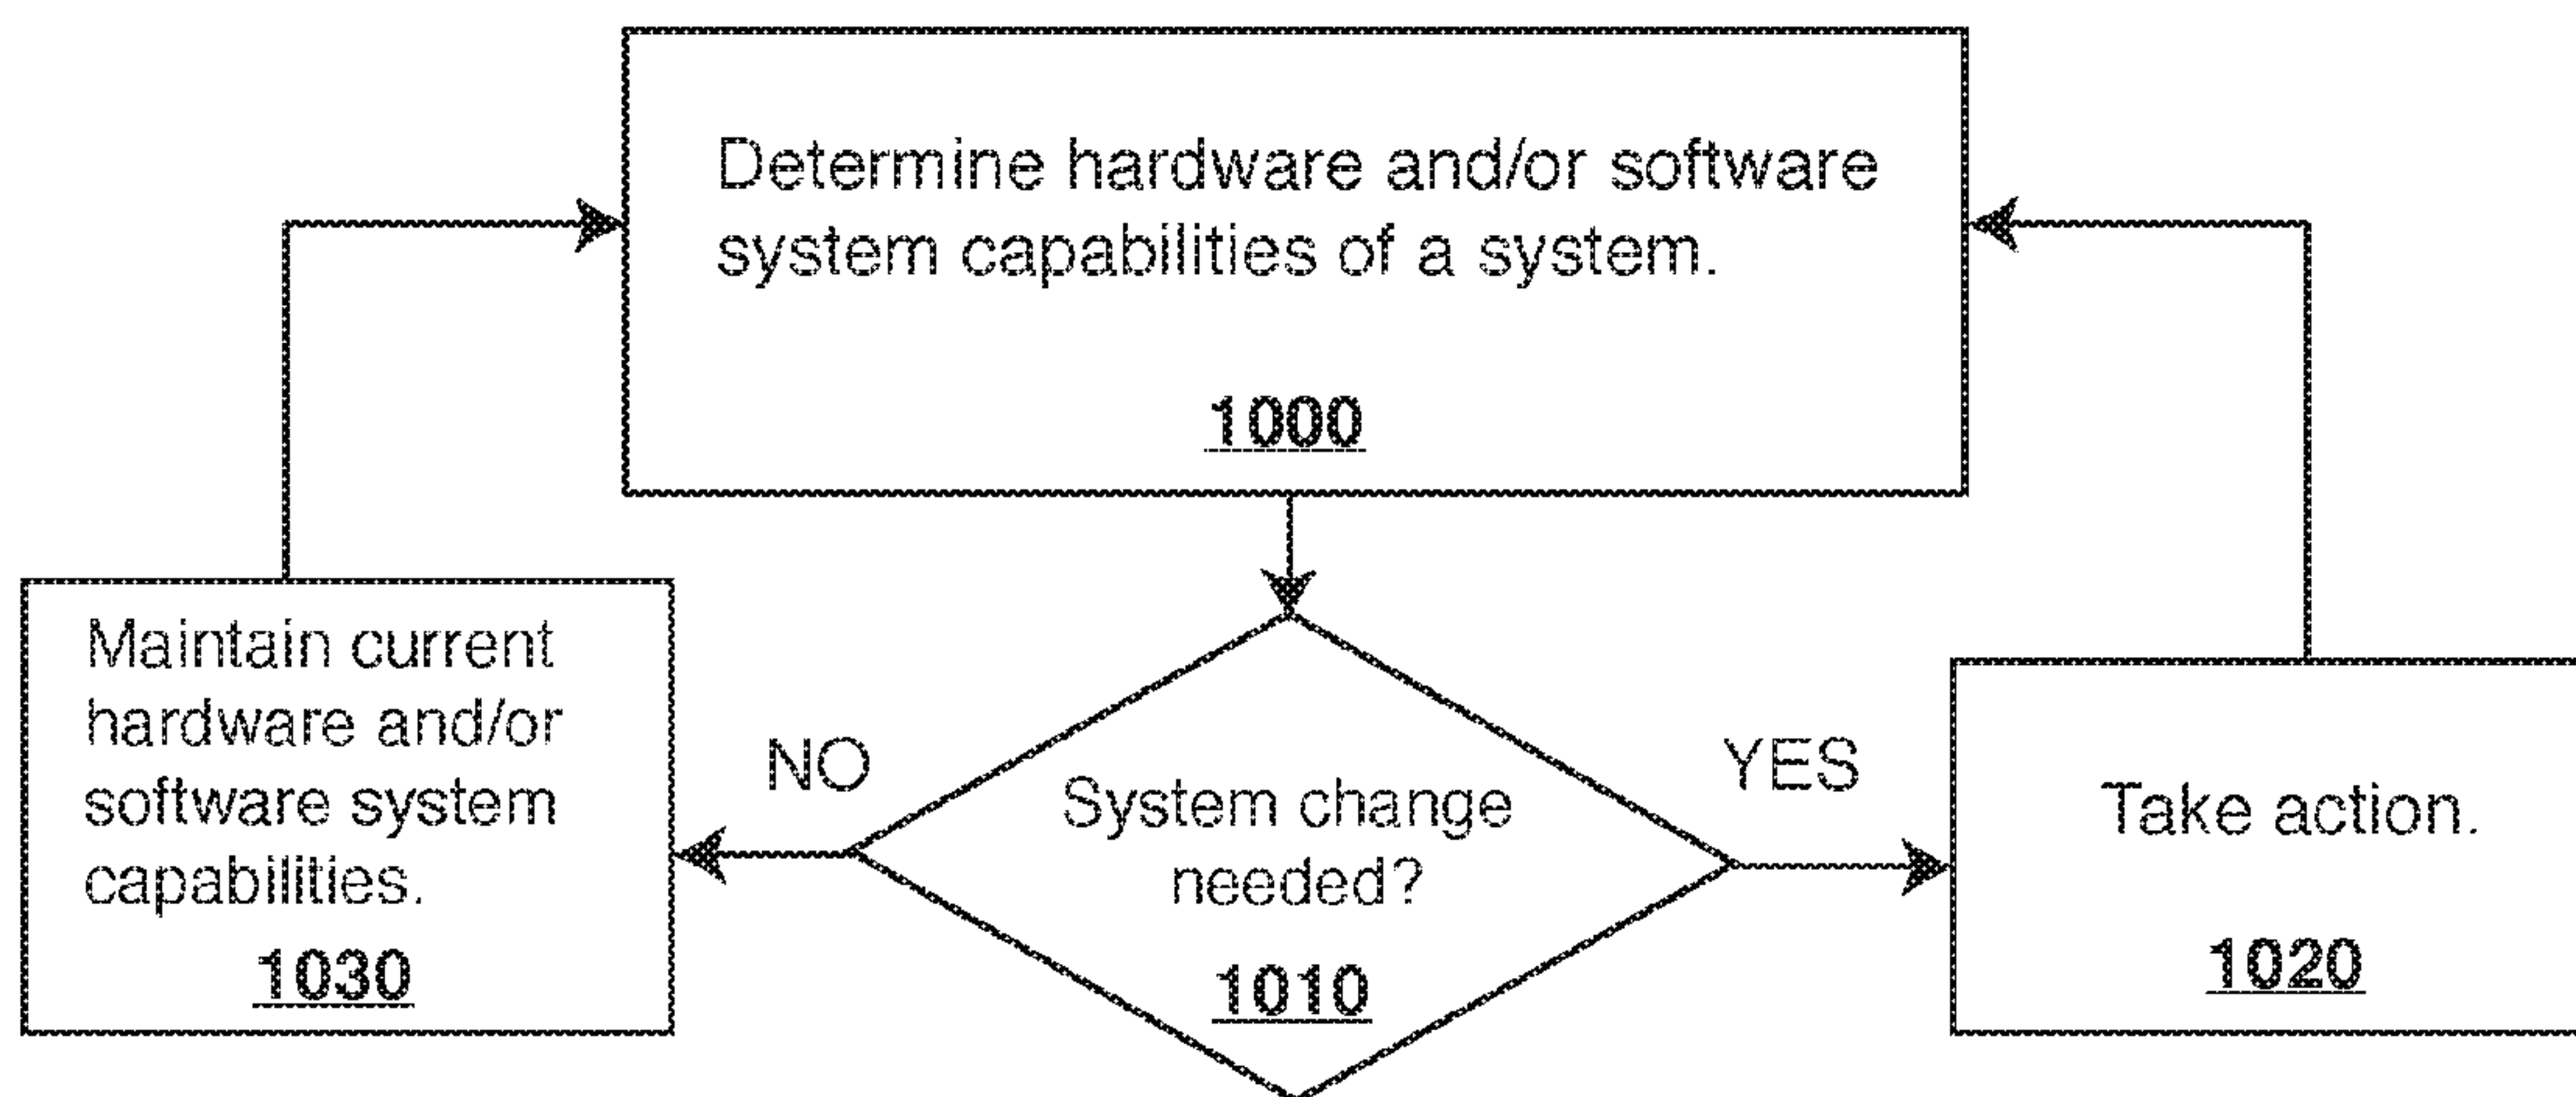 Determine hardware and/or software
system capabilities of a system.
1000
Maintain current
hardware and/or
software system
capabilities.
1030
NO
System change
needed?
1010
YES
Take action.
1020